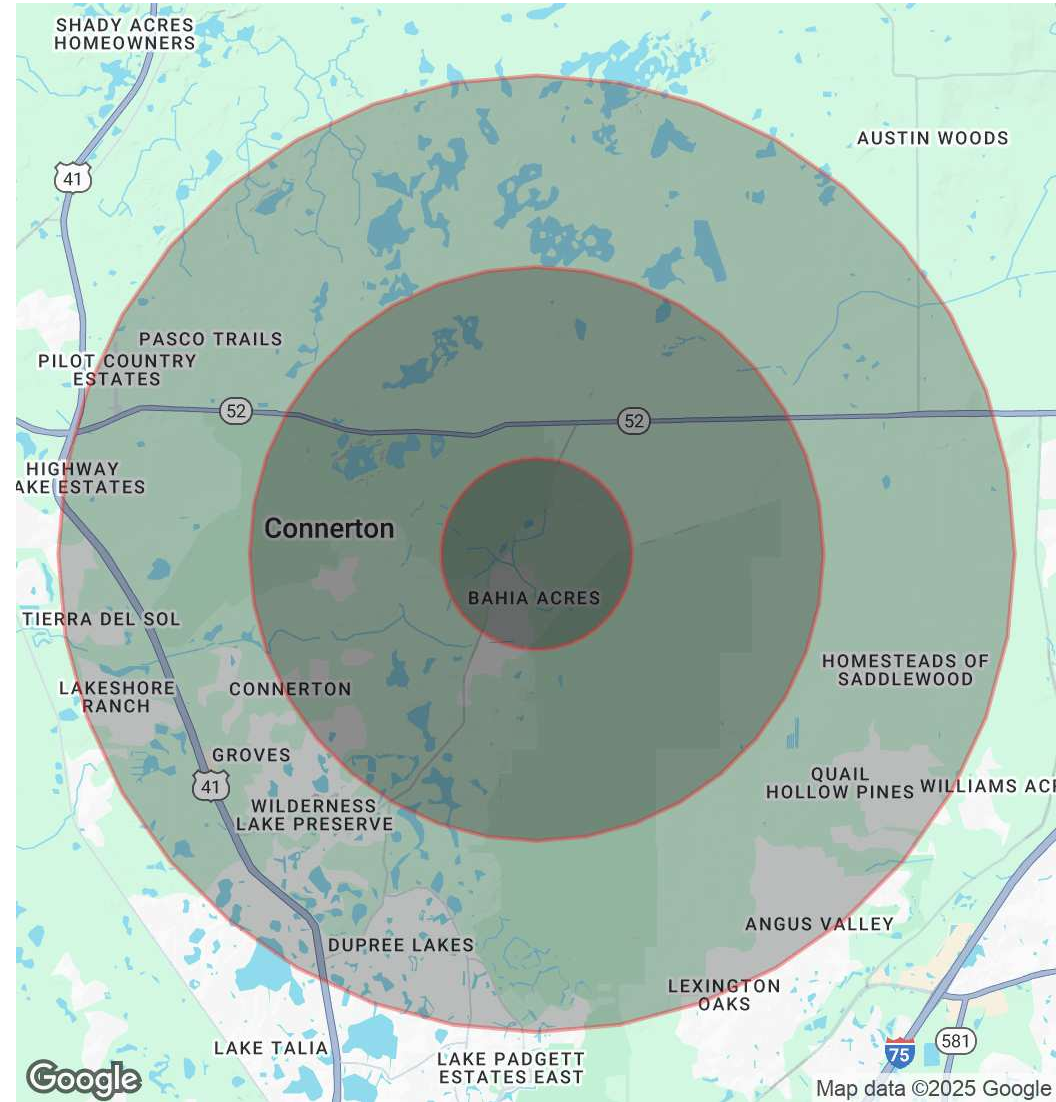 SHADY ACRES
HOMEOWNERS
AUSTIN WOODS
41
PASCO TRAILS
PILOT COUNTRY
ESTATES
52
52
HIGHWAY
AKE ESTATES
Connerton
BAHIA ACRES
TIERRA DEL SOL
HOMESTEADS OF
SADDLEWOOD
LAKESHORE
RANCH
CONNERTON
GROVES
41
QUAIL
HOLLOW PINES
WILLIAMS ACR
WILDERNESS
LAKE PRESERVE
ANGUS VALLEY
DUPREE LAKES
LEXINGTON
OAKS
LAKE TALIA
75
581
LAKE PADGETT
ESTATES EAST
Google
Map data ©2025 Google